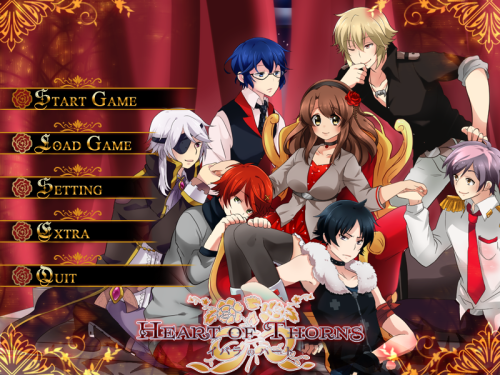 START GAME
LOAD GAME
SETTING
EXTRA
QUIT
HEART OF THORNS